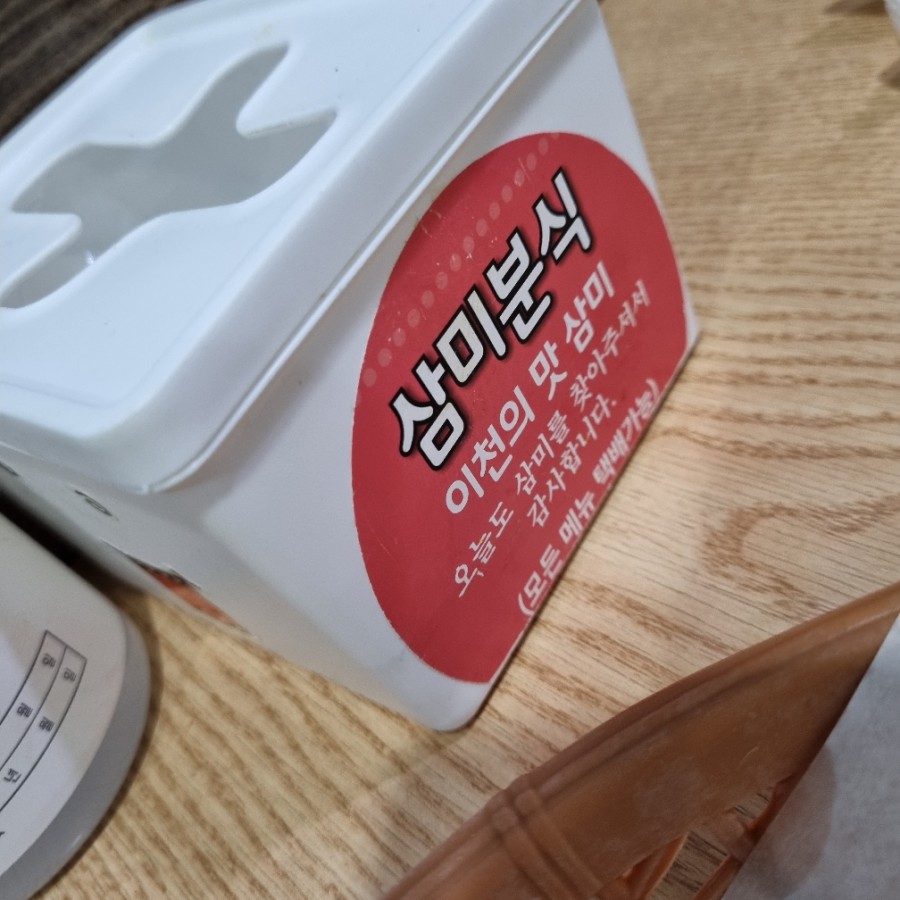 삼미분식
이천의 맛 삼미
오늘도 삼미를 찾아주셔서
감사합니다.
(모든 메뉴 택배가능)